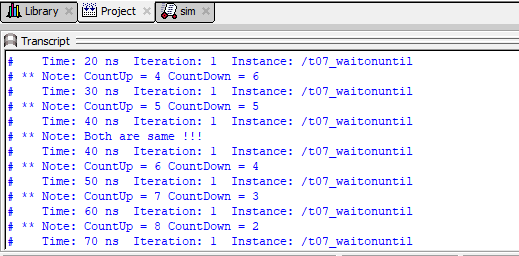 Library Project sim
Transcript
# Time: 20 ns Iteration: 1 Instance: /t07_waitonuntil
# ** Note: CountUp = 4 CountDown = 6
# Time: 30 ns Iteration: 1 Instance: /t07_waitonuntil
# ** Note: CountUp = 5 CountDown = 5
# Time: 40 ns Iteration: 1 Instance: /t07_waitonuntil
# ** Note: Both are same !!!
# Time: 40 ns Iteration: 1 Instance: /t07_waitonuntil
# ** Note: CountUp = 6 CountDown = 4
# Time: 50 ns Iteration: 1 Instance: /t07_waitonuntil
# ** Note: CountUp = 7 CountDown = 3
# Time: 60 ns Iteration: 1 Instance: /t07_waitonuntil
# ** Note: CountUp = 8 CountDown = 2
# Time: 70 ns Iteration: 1 Instance: /t07_waitonuntil